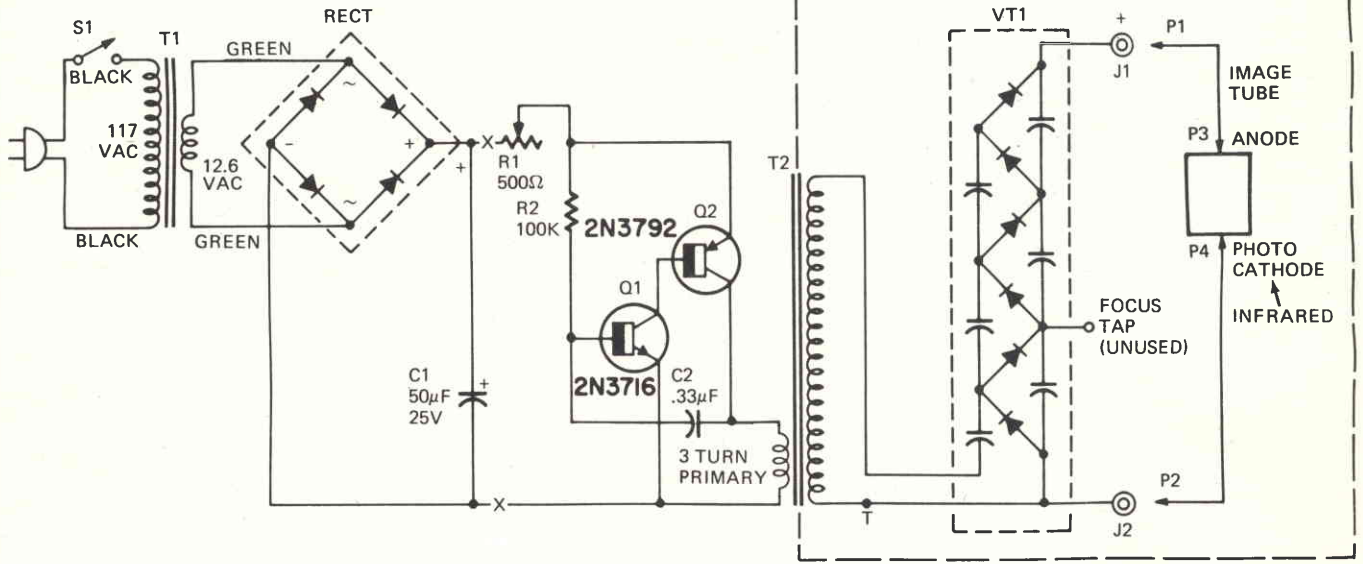 RECT
VT1
S1
T1
GREEN
BLACK
117
VAC
12.6
VAC
BLACK
GREEN
~
-
+
~
+
X
R1
500Ω
R2
100K
2N3792
Q2
Q1
2N3716
C1
50μF
25V
+
C2
.33μF
3 TURN
PRIMARY
X
T2
T
+
J1
P1
IMAGE
TUBE
P3
ANODE
P4
PHOTO
CATHODE
INFRARED
FOCUS
TAP
(UNUSED)
P2
J2